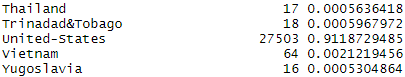 Thailand 17 0.0005636418
Trinadad&Tobago 18 0.0005967972
United-States 27503 0.9118729485
Vietnam 64 0.0021219456
Yugoslavia 16 0.0005304864